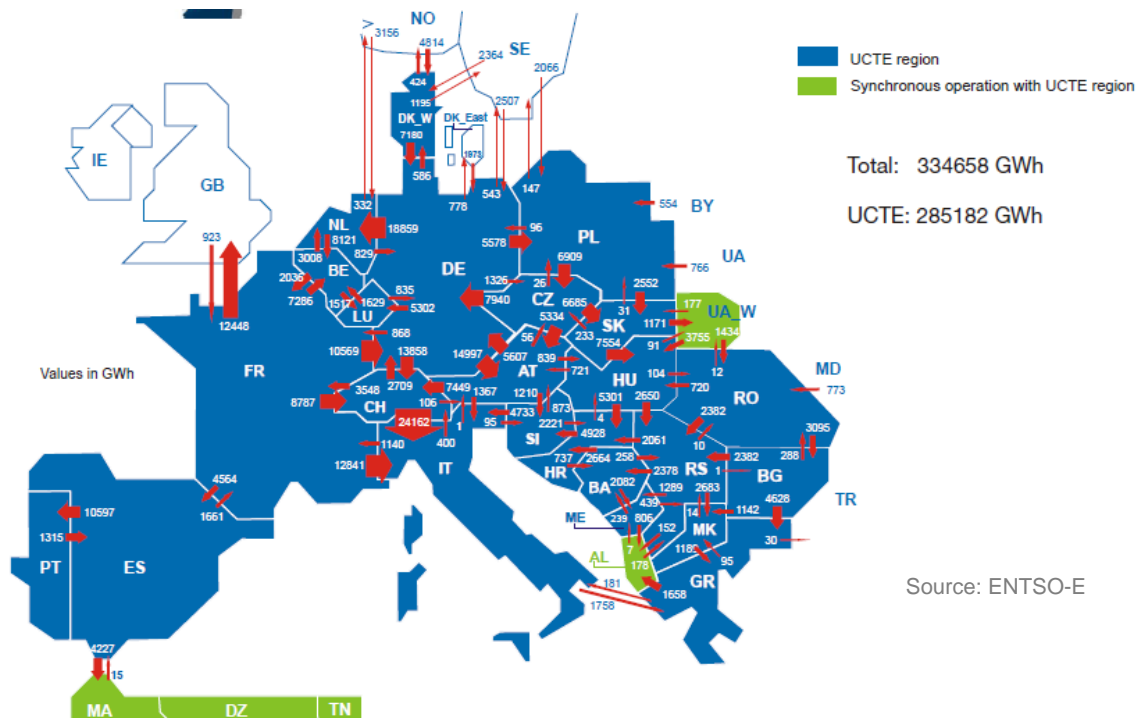 NO
V
3156
4814
SE
2364
2066
UCTE region
424
Synchronous operation with UCTE region
1195
2507
DK_W
DK_East
7180
1973
IE
GB
586
147
543
778
Total: 334658 GWh
554
BY
332
UCTE: 285182 GWh
NL
18859
96
923
8121
5578
PL
829
UA
3008
BE
6909
766
2036
DE
1326
26
2552
835
7286
1517
1629
7940
CZ
6685
31
177
UA_W
LU
5302
5334
SK
1171
12448
56
233
3755
1434
868
7554
91
10569
13858
14997
5607
839
FR
AT
721
HU
104
12
MD
Values in GWh
3548
2709
7449
1367
720
RO
773
8787
CH
106
1210
5301
2650
873
2382
24162
1
4733
4
95
2221
3095
400
SI
4928
2061
10
1140
IT
737
2664
258
2382
288
12841
HR
RS
2378
1
BG
4564
BA
2082
1289
2683
TR
439
4628
1661
14
1142
10597
ME
239
806
152
MK
30
1315
AL
7
1189
95
PT
ES
178
GR
181
1658
Source: ENTSO-E
1758
4227
15
MA
DZ
TN